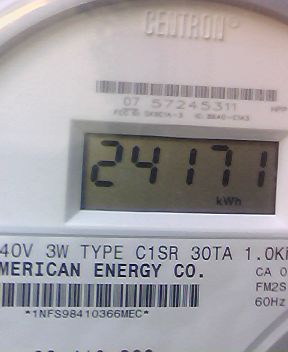 CENTRON®
07 57245311
24171
kWh
40V 3W TYPE C1SR 30TA 1.0K
MERICAN ENERGY CO.
CA 0
FM2S
60Hz
*1NFS98410366MEC*